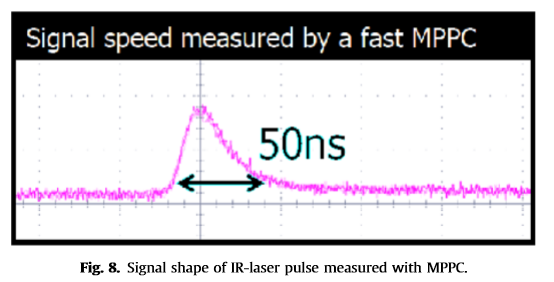 Signal speed measured by a fast MPPC
50ns
Fig. 8. Signal shape of IR-laser pulse measured with MPPC.